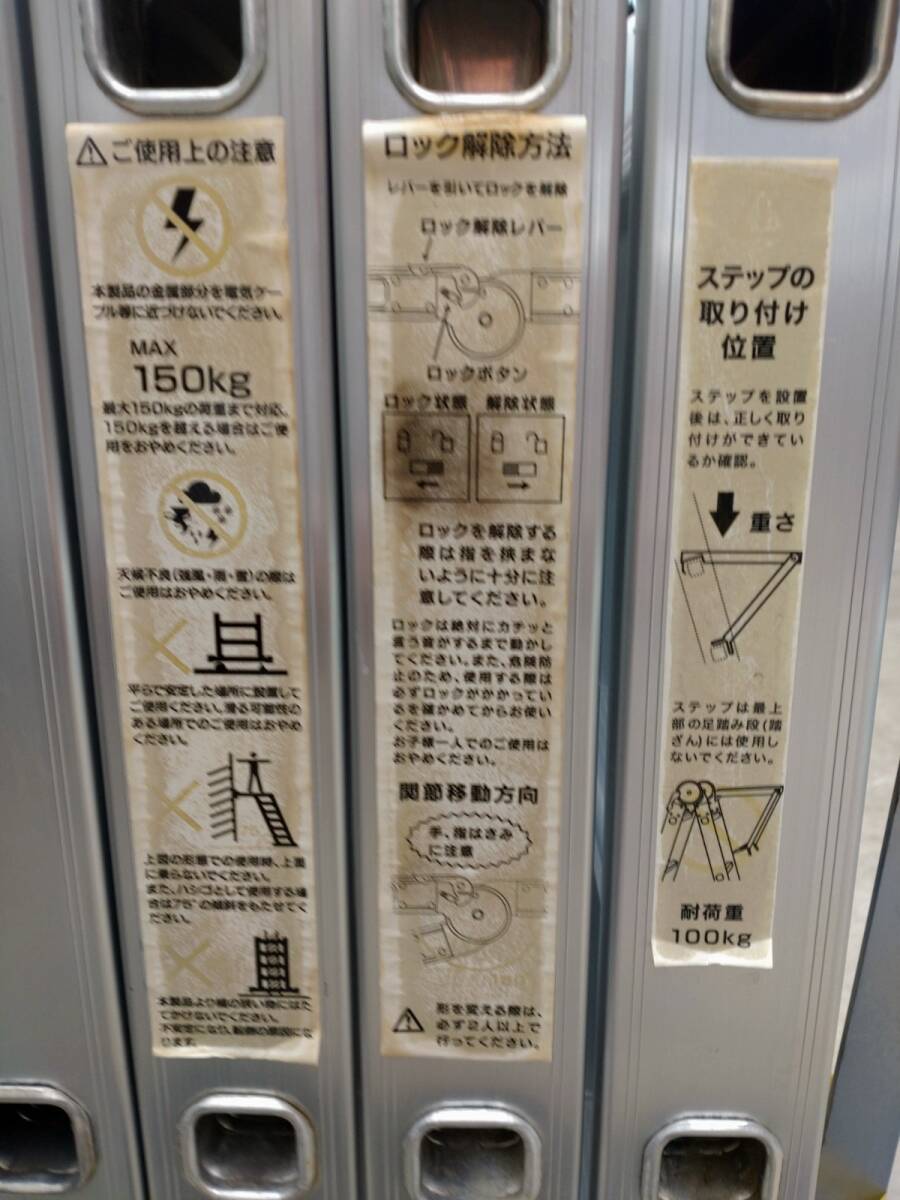 ご使用上の注意
本製品の金属部分を電気ケー
ブル等に近づけないでください。
MAX
150kg
最大150kgの荷重まで対応。
150kgを越える場合はご使
用をおやめください。
天候不良(強風・雨・雷)の際は
ご使用はおやめください。
平らで安定した場所に設置して
ご使用ください。滑る可能性の
ある場所でのご使用はおやめ
ください。
75°
上図の形態での使用時、上面
に乗らないでください。
また、ハシゴとして使用する場
合は75°の傾斜をもたせてく
ださい。
本製品より幅の狭い物にはた
てかけないでください。
不安定になり、転倒の原因にな
ります。
ロック解除方法
レバーを引いてロックを解除
ロック解除レバー
ロックボタン
ロック状態 解除状態
ロックを解除する
際は指を挟まな
いように十分に注
意してください。
ロックは絶対にカチッと
言う音がするまで動かし
てください。また、危険防
止のため、使用する際は
必ずロックがかかってい
るを確かめてからお使い
ください。
お子様一人でのご使用は
おやめください。
関節移動方向
手、指はさみ
に注意
形を変える際は、
必ず2人以上で
行ってください。
ステップの
取り付け
位置
ステップを設置
後は、正しく取り
付けができてい
るか確認。
重さ
ステップは最上
部の足踏み段(踏
ざん)には使用し
ないでください。
耐荷重
100kg